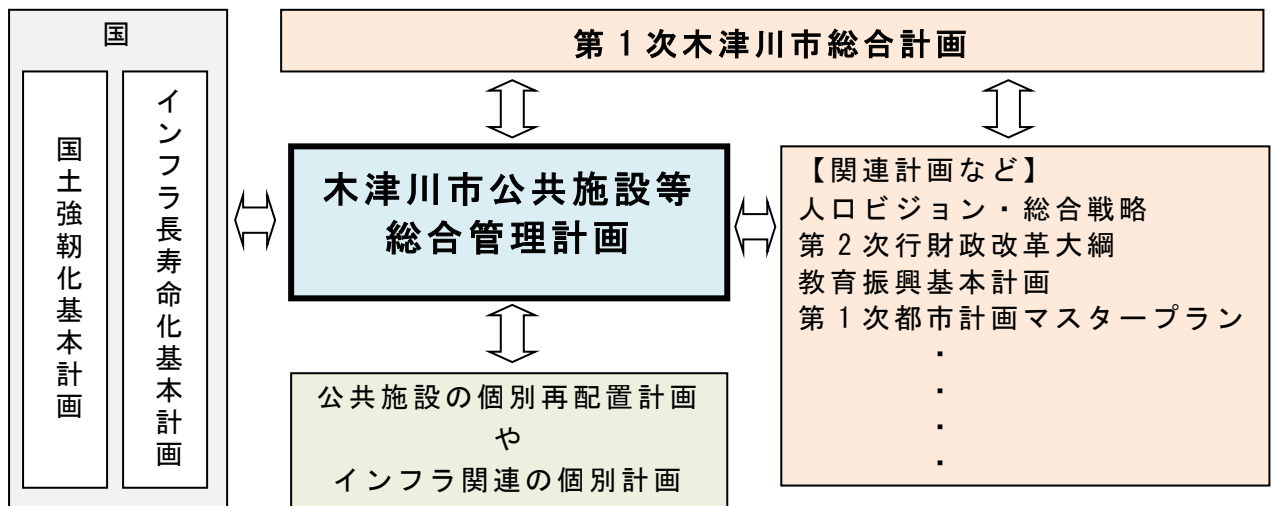 国
国土強靭化基本計画
インフラ長寿命化基本計画
第1次木津川市総合計画
木津川市公共施設等
総合管理計画
【関連計画など】
人口ビジョン・総合戦略
第2次行財政改革大綱
教育振興基本計画
第1次都市計画マスタープラン
・
・
・
・
公共施設の個別再配置計画
や
インフラ関連の個別計画